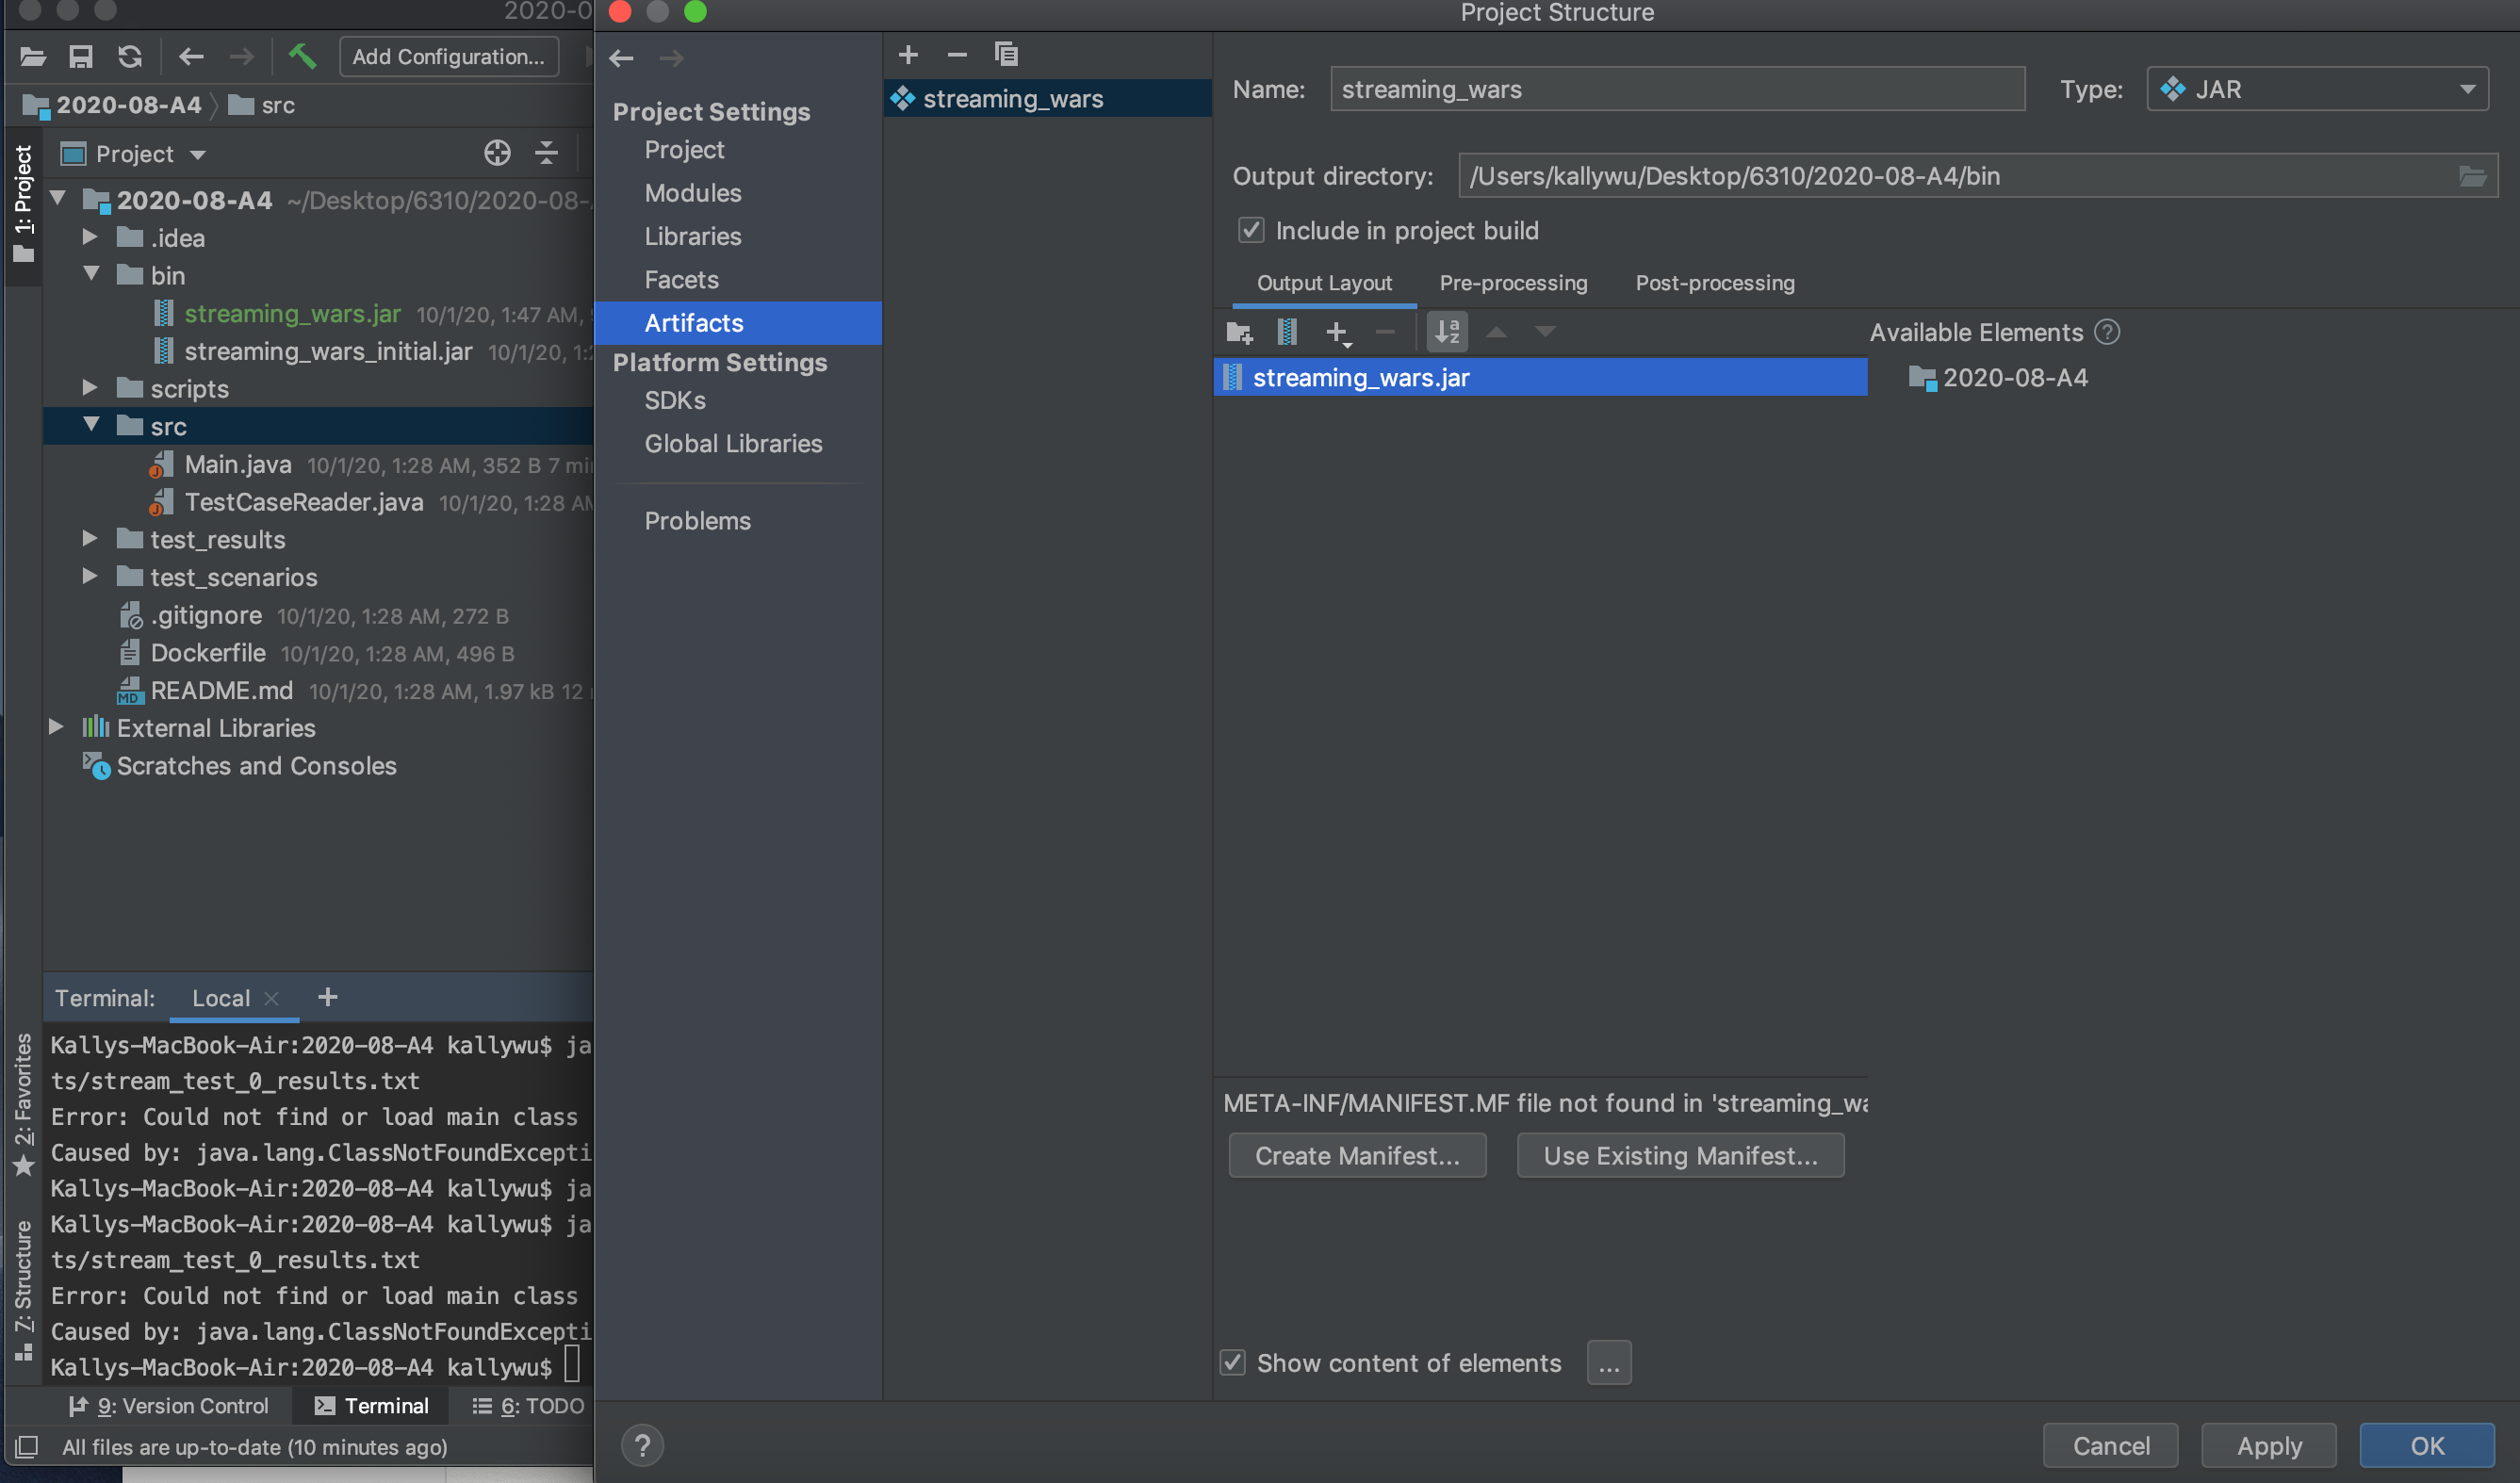 2020-0
Add Configuration...
2020-08-A4
src
1: Project
Project
2020-08-A4 ~/Desktop/6310/2020-08-
.idea
bin
streaming_wars.jar 10/1/20, 1:47 AM,
streaming_wars_initial.jar 10/1/20, 1:2
scripts
src
Main.java 10/1/20, 1:28 AM, 352 B 7 mi
TestCaseReader.java 10/1/20, 1:28 AM
test_results
test_scenarios
.gitignore 10/1/20, 1:28 AM, 272 B
Dockerfile 10/1/20, 1:28 AM, 496 B
README.md 10/1/20, 1:28 AM, 1.97 kB 12
External Libraries
Scratches and Consoles
Terminal: Local
Kallys-MacBook-Air:2020-08-A4 kallywu$ ja
ts/stream_test_0_results.txt
Error: Could not find or load main class
Caused by: java.lang.ClassNotFoundExcepti
Kallys-MacBook-Air:2020-08-A4 kallywu$ ja
Kallys-MacBook-Air:2020-08-A4 kallywu$ ja
ts/stream_test_0_results.txt
Error: Could not find or load main class
Caused by: java.lang.ClassNotFoundExcepti
Kallys-MacBook-Air:2020-08-A4 kallywu$
2: Favorites
7: Structure
9: Version Control
Terminal
6: TODO
All files are up-to-date (10 minutes ago)
Project Structure
Project Settings
Project
Modules
Libraries
Facets
Artifacts
Platform Settings
SDKs
Global Libraries
Problems
streaming_wars
Name: streaming_wars
Type: JAR
Output directory: /Users/kallywu/Desktop/6310/2020-08-A4/bin
Include in project build
Output Layout
Pre-processing
Post-processing
Available Elements
streaming_wars.jar
2020-08-A4
META-INF/MANIFEST.MF file not found in 'streaming_wa
Create Manifest...
Use Existing Manifest...
Show content of elements
...
Cancel
Apply
OK